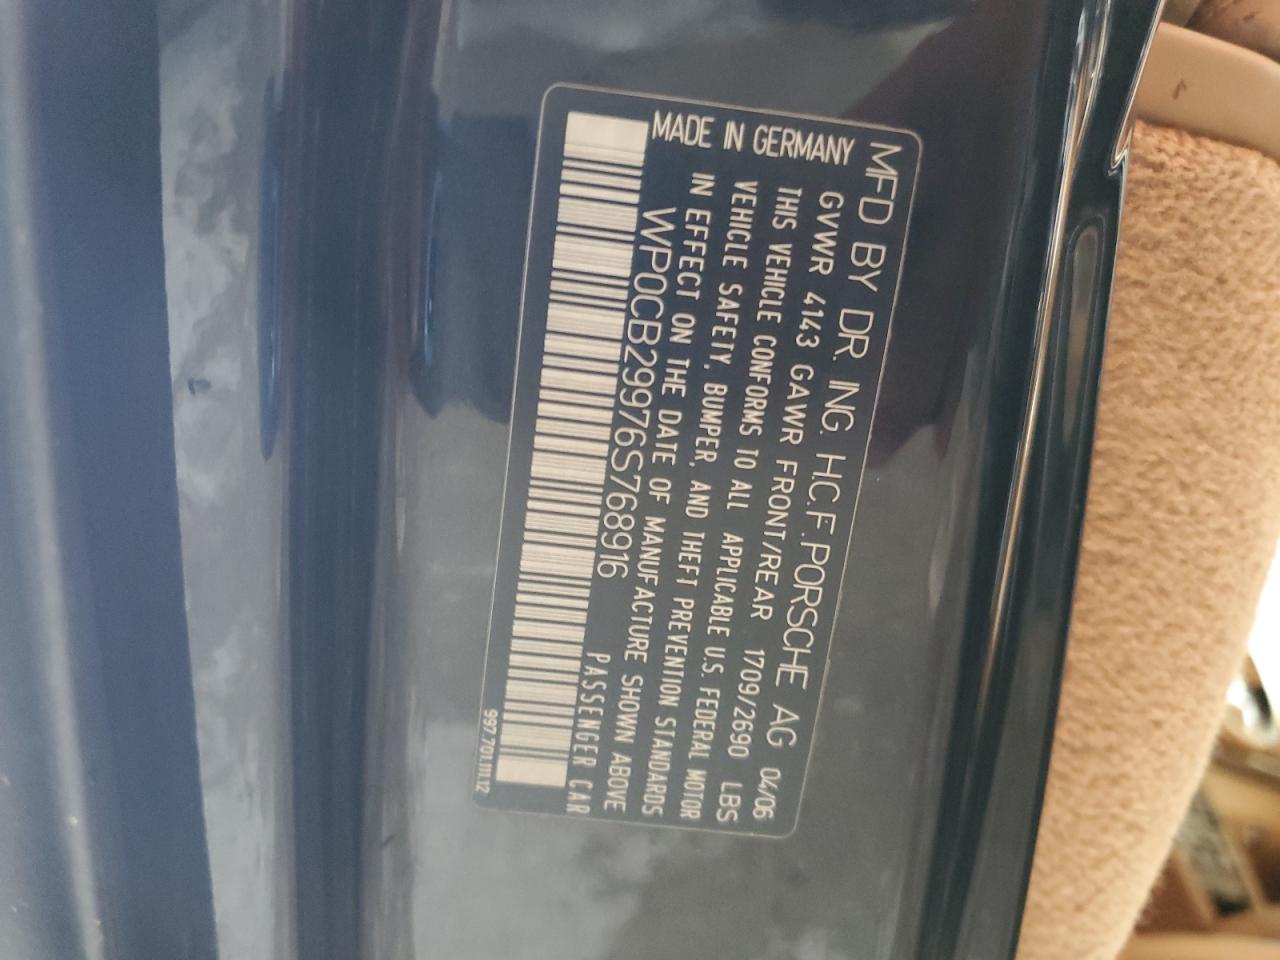 MFD BY DR. ING. H.C.F. PORSCHE AG 04/06
GVWR 4143 GAWR FRONT/REAR 1709/2690 LBS
THIS VEHICLE CONFORMS TO ALL APPLICABLE U.S. FEDERAL MOTOR
VEHICLE SAFETY, BUMPER, AND THEFT PREVENTION STANDARDS
IN EFFECT ON THE DATE OF MANUFACTURE SHOWN ABOVE
MADE IN GERMANY
WP0CB29976S768916 PASSENGER CAR
997.701.111.12